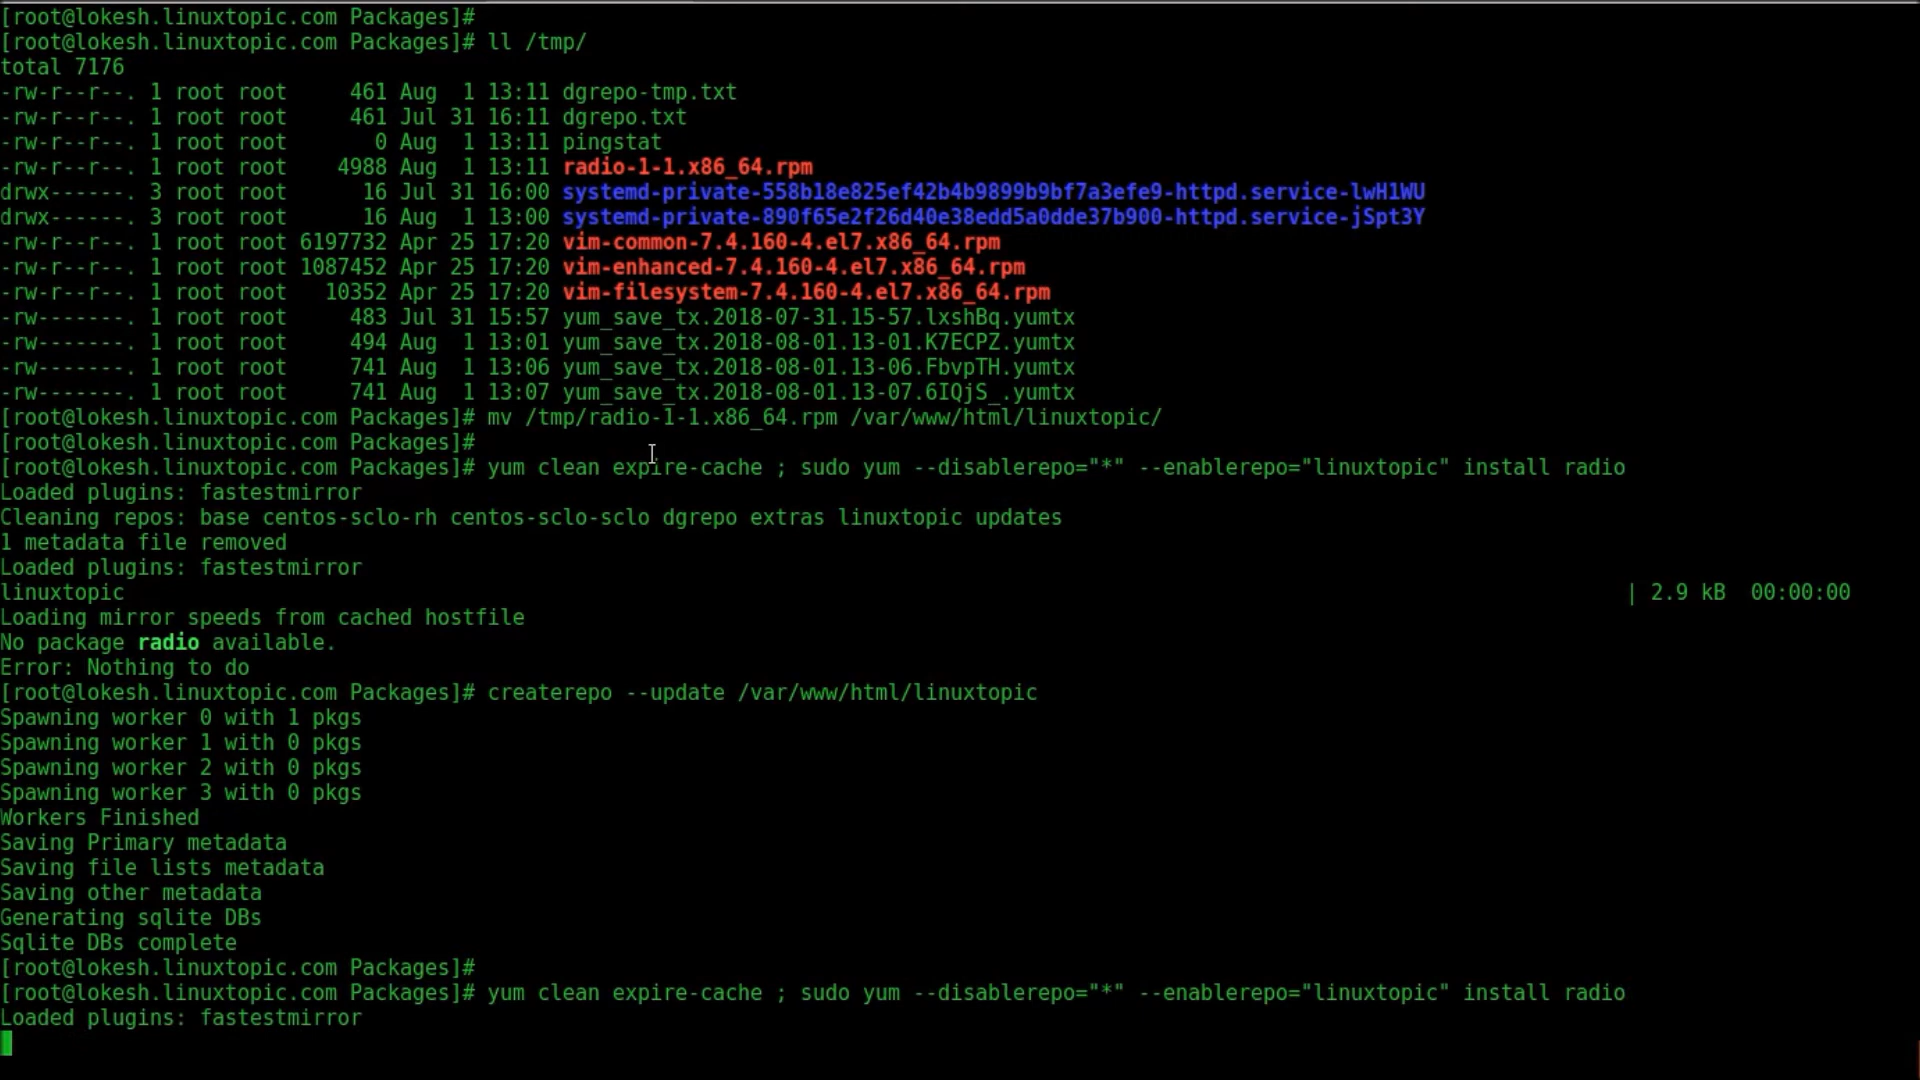 [root@lokesh.linuxtopic.com Packages]#
[root@lokesh.linuxtopic.com Packages]# ll /tmp/
total 7176
-rw-r--r--. 1 root root     461 Aug  1 13:11 dgrepo-tmp.txt
-rw-r--r--. 1 root root     461 Jul 31 16:11 dgrepo.txt
-rw-r--r--. 1 root root       0 Aug  1 13:11 pingstat
-rw-r--r--. 1 root root    4988 Aug  1 13:11 radio-1-1.x86_64.rpm
drwx------. 3 root root      16 Jul 31 16:00 systemd-private-558b18e825ef42b4b9899b9bf7a3efe9-httpd.service-lwH1WU
drwx------. 3 root root      16 Aug  1 13:00 systemd-private-890f65e2f26d40e38edd5a0dde37b900-httpd.service-jSpt3Y
-rw-r--r--. 1 root root 6197732 Apr 25 17:20 vim-common-7.4.160-4.el7.x86_64.rpm
-rw-r--r--. 1 root root 1087452 Apr 25 17:20 vim-enhanced-7.4.160-4.el7.x86_64.rpm
-rw-r--r--. 1 root root   10352 Apr 25 17:20 vim-filesystem-7.4.160-4.el7.x86_64.rpm
-rw-------. 1 root root     483 Jul 31 15:57 yum_save_tx.2018-07-31.15-57.lxshBq.yumtx
-rw-------. 1 root root     494 Aug  1 13:01 yum_save_tx.2018-08-01.13-01.K7ECPZ.yumtx
-rw-------. 1 root root     741 Aug  1 13:06 yum_save_tx.2018-08-01.13-06.FbvpTH.yumtx
-rw-------. 1 root root     741 Aug  1 13:07 yum_save_tx.2018-08-01.13-07.6IQjS_.yumtx
[root@lokesh.linuxtopic.com Packages]# mv /tmp/radio-1-1.x86_64.rpm /var/www/html/linuxtopic/
[root@lokesh.linuxtopic.com Packages]#
[root@lokesh.linuxtopic.com Packages]# yum clean expire-cache ; sudo yum --disablerepo="*" --enablerepo="linuxtopic" install radio
Loaded plugins: fastestmirror
Cleaning repos: base centos-sclo-rh centos-sclo-sclo dgrepo extras linuxtopic updates
1 metadata file removed
Loaded plugins: fastestmirror
linuxtopic | 2.9 kB  00:00:00
Loading mirror speeds from cached hostfile
No package radio available.
Error: Nothing to do
[root@lokesh.linuxtopic.com Packages]# createrepo --update /var/www/html/linuxtopic
Spawning worker 0 with 1 pkgs
Spawning worker 1 with 0 pkgs
Spawning worker 2 with 0 pkgs
Spawning worker 3 with 0 pkgs
Workers Finished
Saving Primary metadata
Saving file lists metadata
Saving other metadata
Generating sqlite DBs
Sqlite DBs complete
[root@lokesh.linuxtopic.com Packages]#
[root@lokesh.linuxtopic.com Packages]# yum clean expire-cache ; sudo yum --disablerepo="*" --enablerepo="linuxtopic" install radio
Loaded plugins: fastestmirror